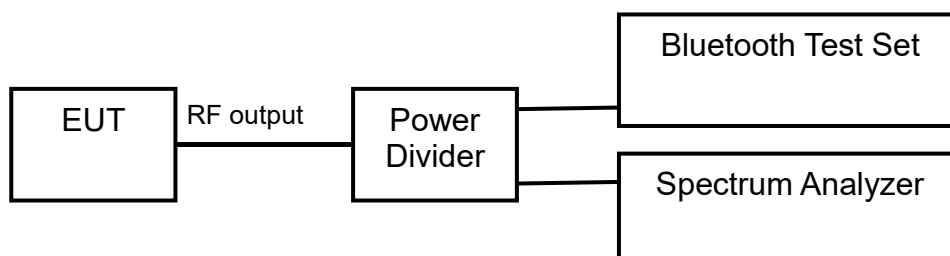 EUT
RF output
Power
Divider
Bluetooth Test Set
Spectrum Analyzer